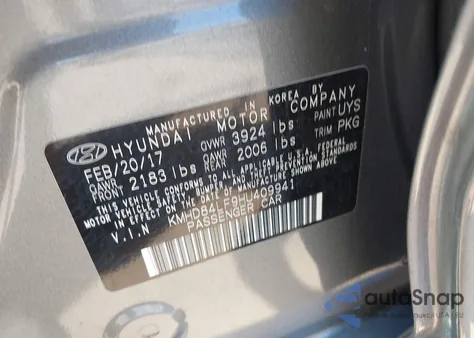 MANUFACTURED IN KOREA BY
HYUNDAI MOTOR COMPANY
FEB/20/17 GVWR 3924 lbs PAINT UYS
GAWR FRONT 2183 lbs GAWR REAR 2006 lbs TRIM PKG
THIS VEHICLE CONFORMS TO ALL APPLICABLE U.S.A. FEDERAL
MOTOR VEHICLE SAFETY, BUMPER, AND THEFT PREVENTION
STANDARDS IN EFFECT ON THE DATE OF MANUFACTURE SHOWN ABOVE
V.I.N KMHD84LF9HU409941
PASSENGER CAR
autoSnap